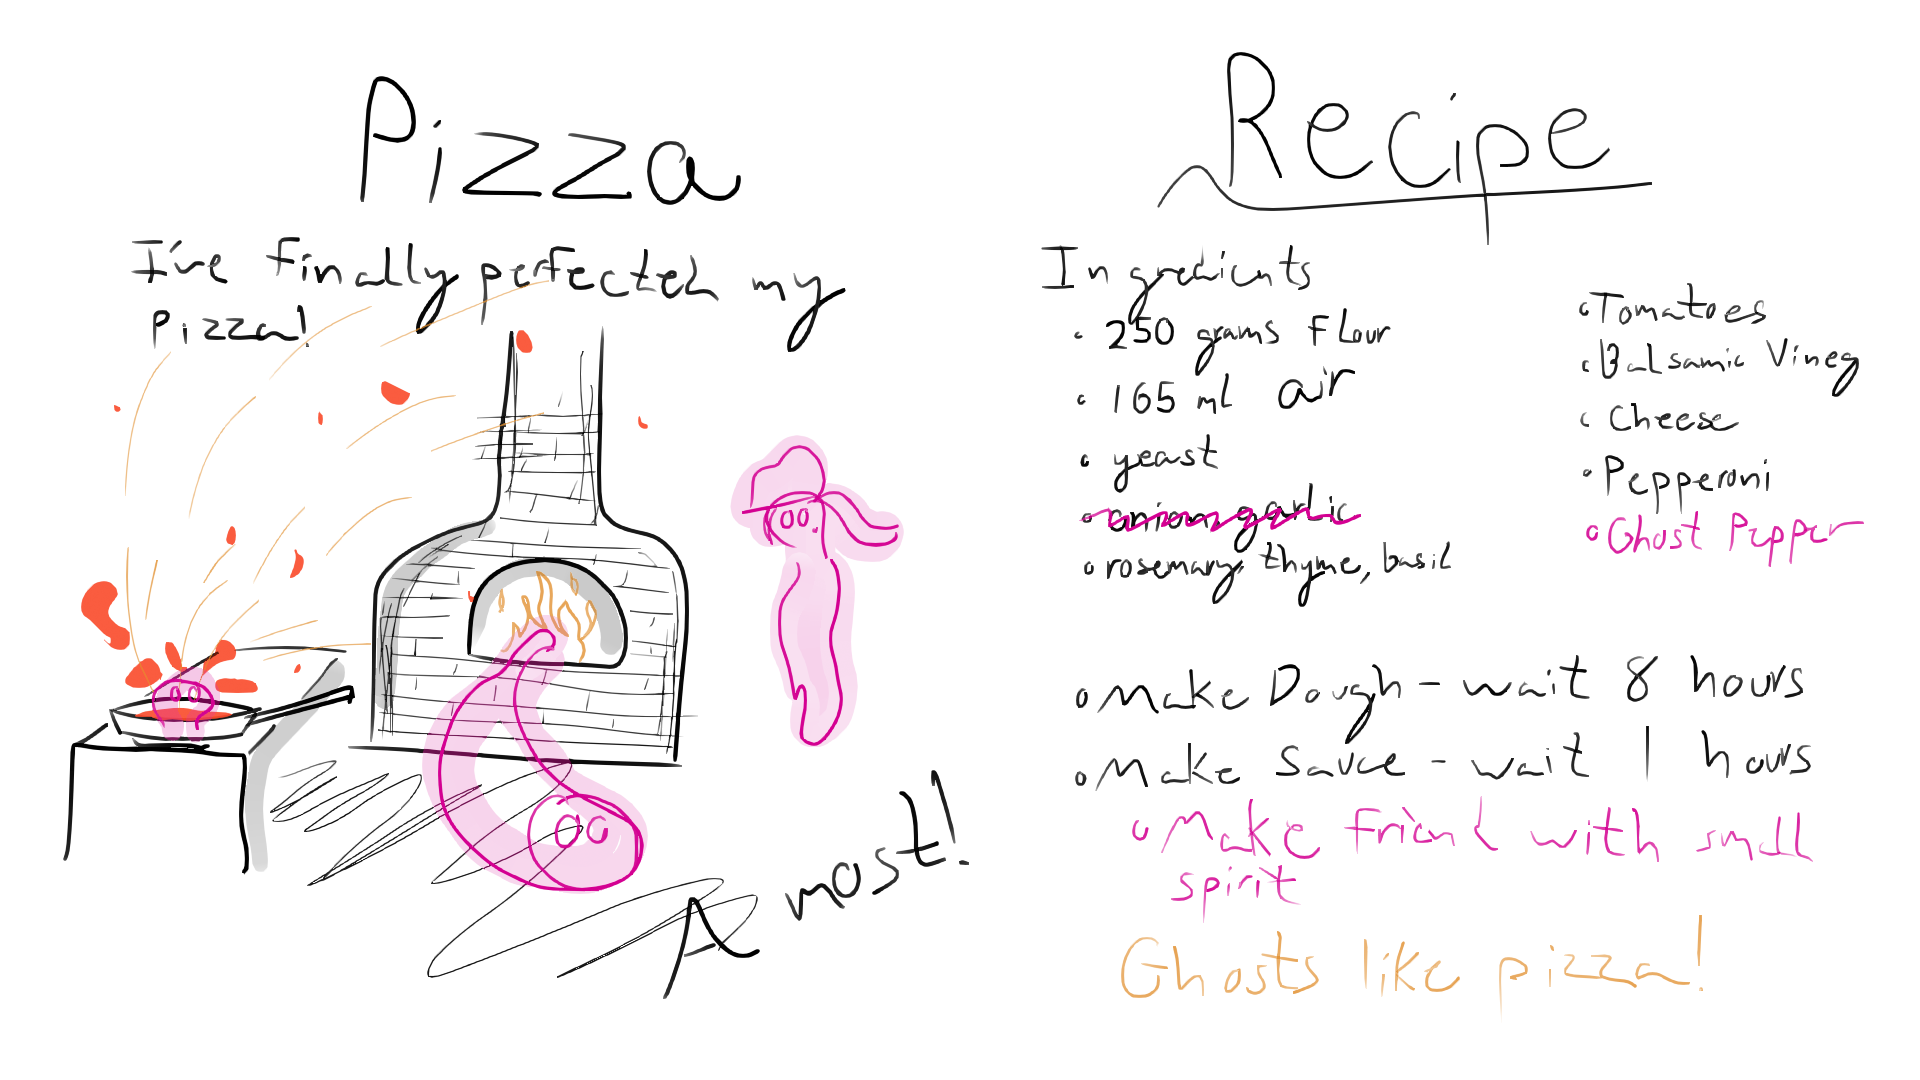 Pizza
I've finally perfected my
Pizza!
A most!
Recipe
Ingredients
250 grams Flour
165 ml air
yeast
onion garlic
rosemary, thyme, basil
Tomatoes
Balsamic Vineg
Cheese
Pepperoni
Ghost Pepper
Make Dough - wait 8 hours
Make Sauce - wait 1 hours
Make friend with small
spirit
Ghosts like pizza!